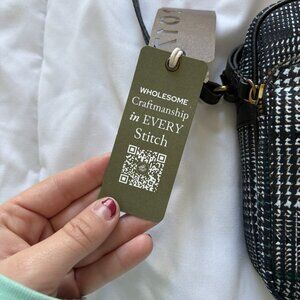 WHOLESOME
Craftmanship
in EVERY
Stitch